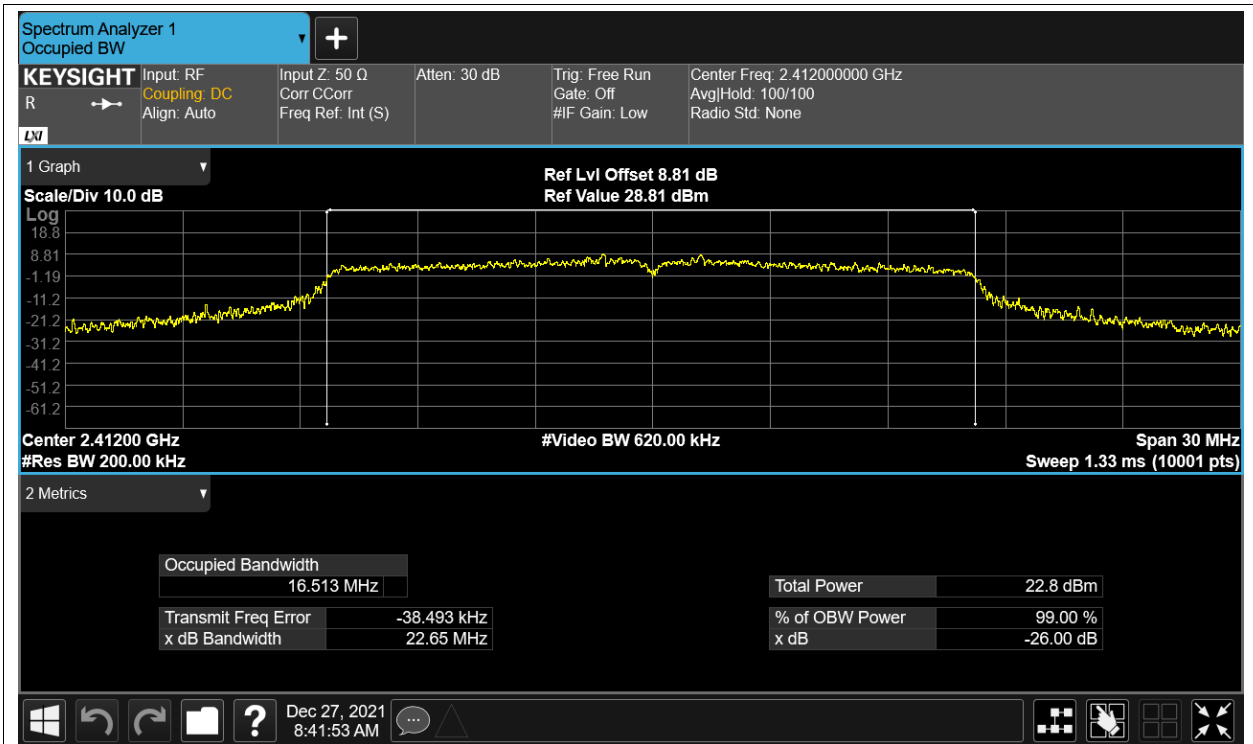 Spectrum Analyzer 1
Occupied BW
+
KEYSIGHT
R
LXI
Input: RF
Coupling: DC
Align: Auto
Input Z: 50 Ω
Corr CCorr
Freq Ref: Int (S)
Atten: 30 dB
Trig: Free Run
Gate: Off
#IF Gain: Low
Center Freq: 2.412000000 GHz
Avg|Hold: 100/100
Radio Std: None
1 Graph
Scale/Div 10.0 dB
Ref Lvl Offset 8.81 dB
Ref Value 28.81 dBm
Log
18.8
8.81
-1.19
-11.2
-21.2
-31.2
-41.2
-51.2
-61.2
Center 2.41200 GHz
#Res BW 200.00 kHz
#Video BW 620.00 kHz
Span 30 MHz
Sweep 1.33 ms (10001 pts)
2 Metrics
Occupied Bandwidth
16.513 MHz
Transmit Freq Error -38.493 kHz
x dB Bandwidth 22.65 MHz
Total Power 22.8 dBm
% of OBW Power 99.00 %
x dB -26.00 dB
?
Dec 27, 2021
8:41:53 AM